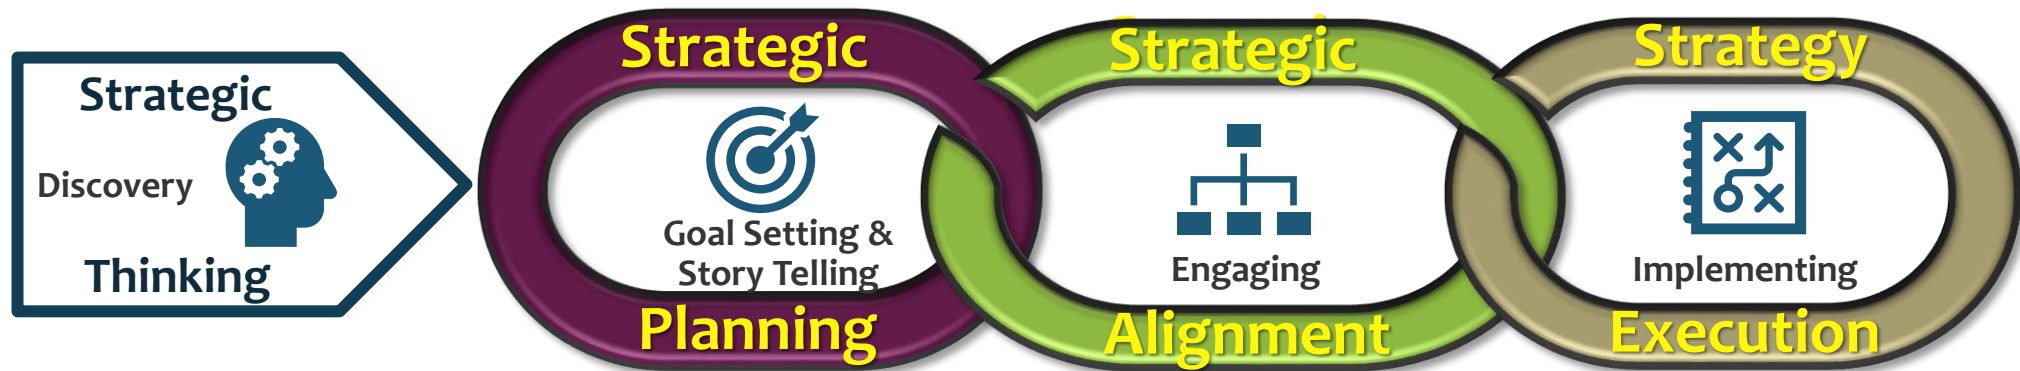 Strategic
Discovery
Thinking
Strategic
Goal Setting &
Story Telling
Planning
Strategic
Engaging
Alignment
Strategy
Implementing
Execution